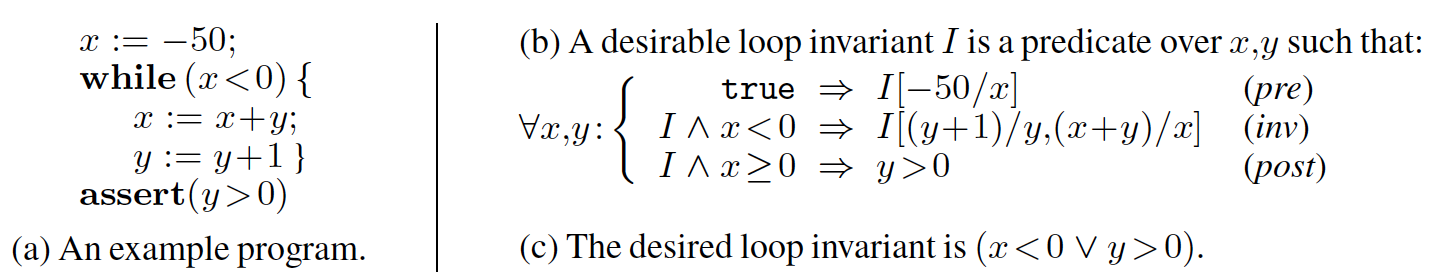 x := −50;
while (x<0) {
x := x+y;
y := y+1 }
assert(y>0)
(a) An example program.
(b) A desirable loop invariant I is a predicate over x,y such that:
∀x,y: { true ⇒ I[−50/x] (pre)
I ∧ x<0 ⇒ I[(y+1)/y,(x+y)/x] (inv)
I ∧ x≥0 ⇒ y>0 (post)
(c) The desired loop invariant is (x<0 ∨ y>0).